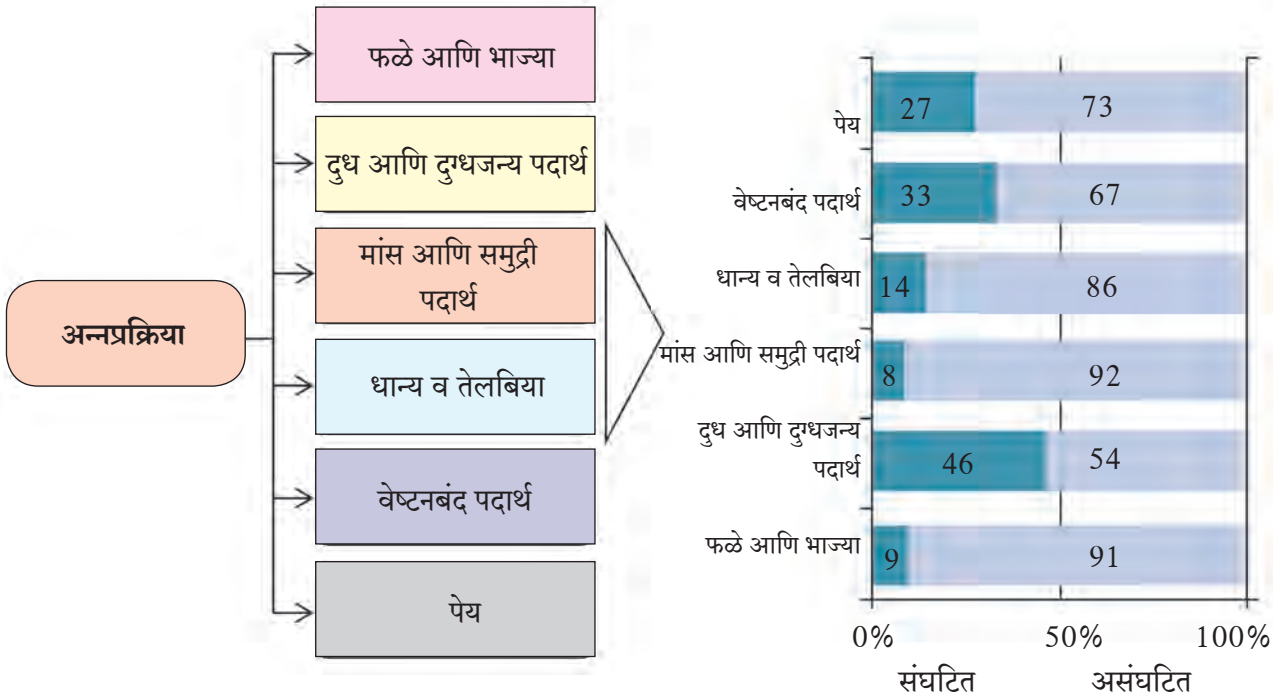 अन्नप्रक्रिया
फळे आणि भाज्या
दुध आणि दुग्धजन्य पदार्थ
मांस आणि समुद्री
पदार्थ
धान्य व तेलबिया
वेष्टनबंद पदार्थ
पेय
पेय
27 73
वेष्टनबंद पदार्थ
33 67
धान्य व तेलबिया
14 86
मांस आणि समुद्री पदार्थ
8 92
दुध आणि दुग्धजन्य
पदार्थ
46 54
फळे आणि भाज्या
9 91
0% 50% 100%
संघटित असंघटित